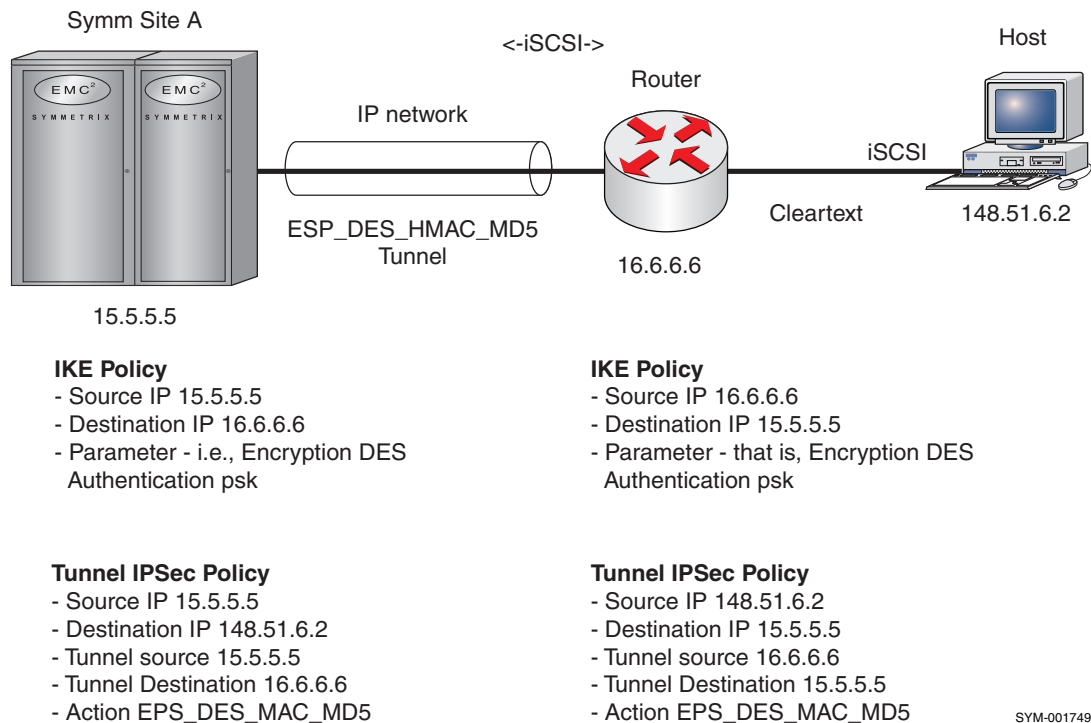 Symm Site A
<-iSCSI->
Host
Router
EMC²
SYMMETRIX
EMC²
SYMMETRIX
IP network
iSCSI
ESP_DES_HMAC_MD5
Tunnel
Cleartext
148.51.6.2
16.6.6.6
15.5.5.5
IKE Policy
- Source IP 15.5.5.5
- Destination IP 16.6.6.6
- Parameter - i.e., Encryption DES
Authentication psk
IKE Policy
- Source IP 16.6.6.6
- Destination IP 15.5.5.5
- Parameter - that is, Encryption DES
Authentication psk
Tunnel IPSec Policy
- Source IP 15.5.5.5
- Destination IP 148.51.6.2
- Tunnel source 15.5.5.5
- Tunnel Destination 16.6.6.6
- Action EPS_DES_MAC_MD5
Tunnel IPSec Policy
- Source IP 148.51.6.2
- Destination IP 15.5.5.5
- Tunnel source 16.6.6.6
- Tunnel Destination 15.5.5.5
- Action EPS_DES_MAC_MD5
SYM-001749